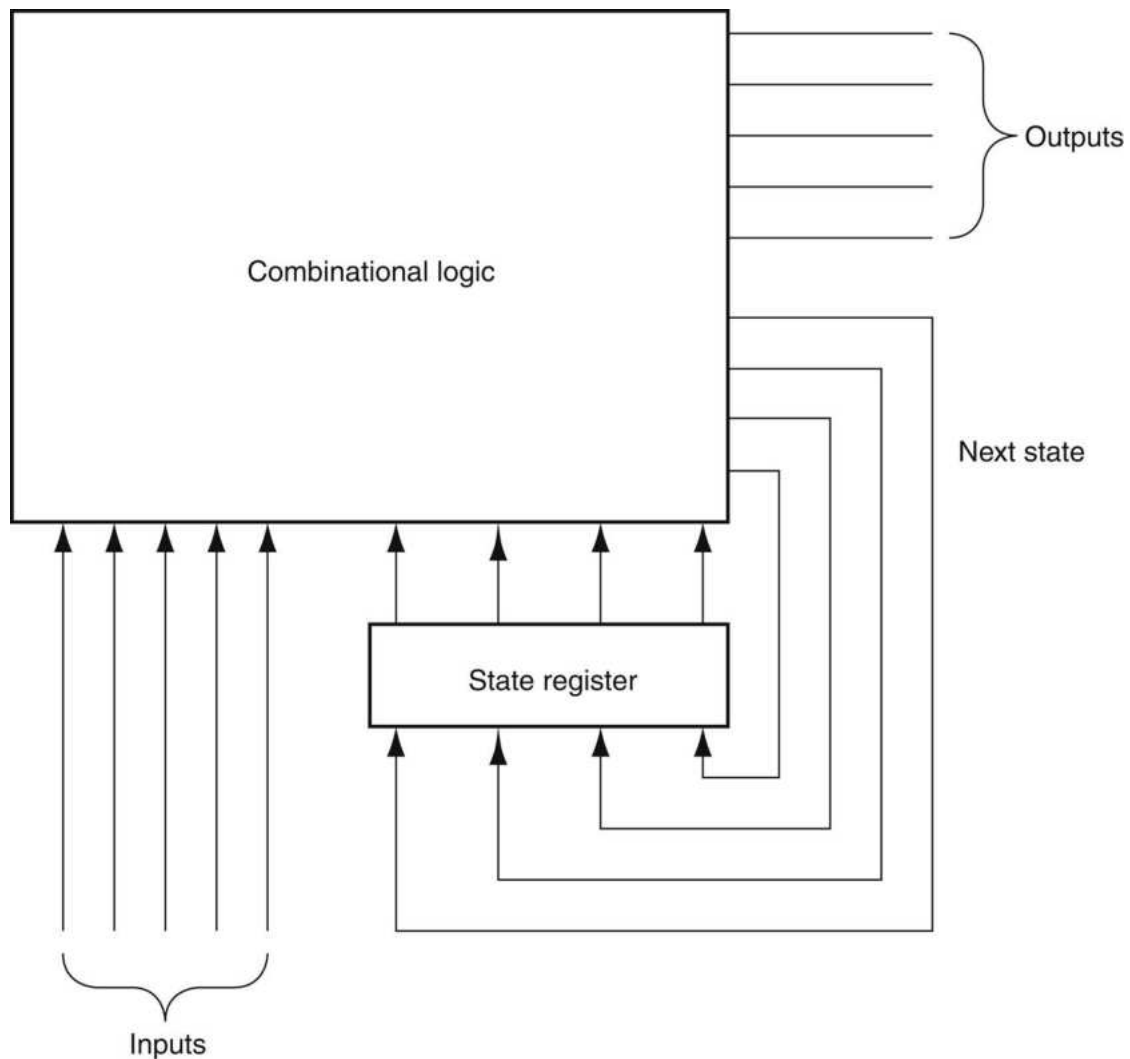 Outputs
Combinational logic
Next state
State register
Inputs